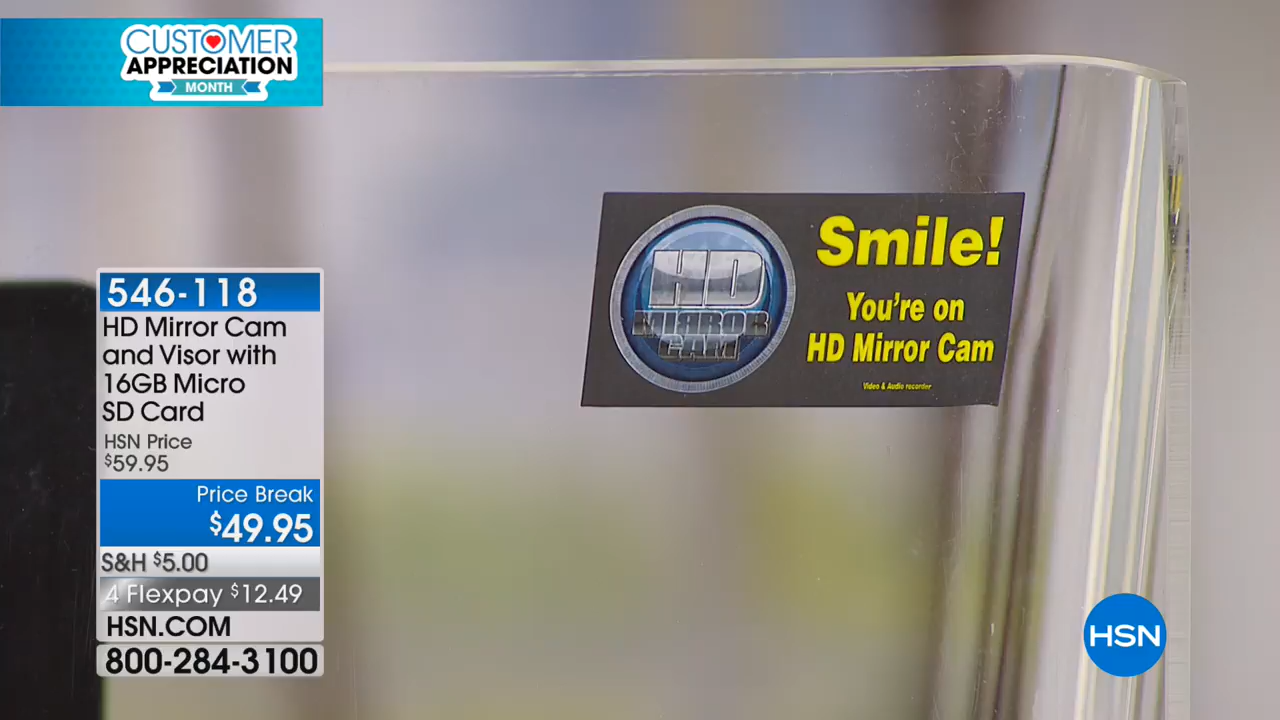 CUSTOMER
APPRECIATION
MONTH
546-118
HD Mirror Cam
and Visor with
16GB Micro
SD Card
HSN Price
$59.95
Price Break
$49.95
S&H $5.00
4 Flexpay $12.49
HSN.COM
800-284-3100
HD
MIRROR
CAM
Smile!
You're on
HD Mirror Cam
Video & Audio recorder
HSN